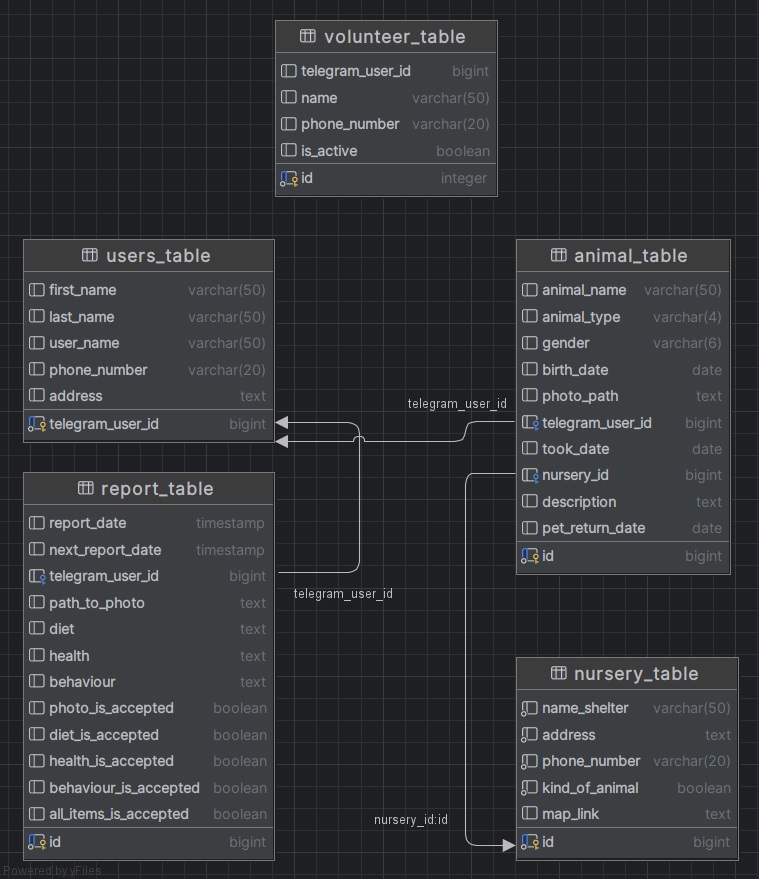 volunteer_table
telegram_user_id bigint
name varchar(50)
phone_number varchar(20)
is_active boolean
id integer
users_table
first_name varchar(50)
last_name varchar(50)
user_name varchar(50)
phone_number varchar(20)
address text
telegram_user_id bigint
animal_table
animal_name varchar(50)
animal_type varchar(4)
gender varchar(6)
birth_date date
photo_path text
telegram_user_id bigint
took_date date
nursery_id bigint
description text
pet_return_date date
id bigint
telegram_user_id
report_table
report_date timestamp
next_report_date timestamp
telegram_user_id bigint
path_to_photo text
diet text
health text
behaviour text
photo_is_accepted boolean
diet_is_accepted boolean
health_is_accepted boolean
behaviour_is_accepted boolean
all_items_is_accepted boolean
id bigint
telegram_user_id
nursery_table
name_shelter varchar(50)
address text
phone_number varchar(20)
kind_of_animal boolean
map_link text
id bigint
nursery_id:id
Powered by yFiles